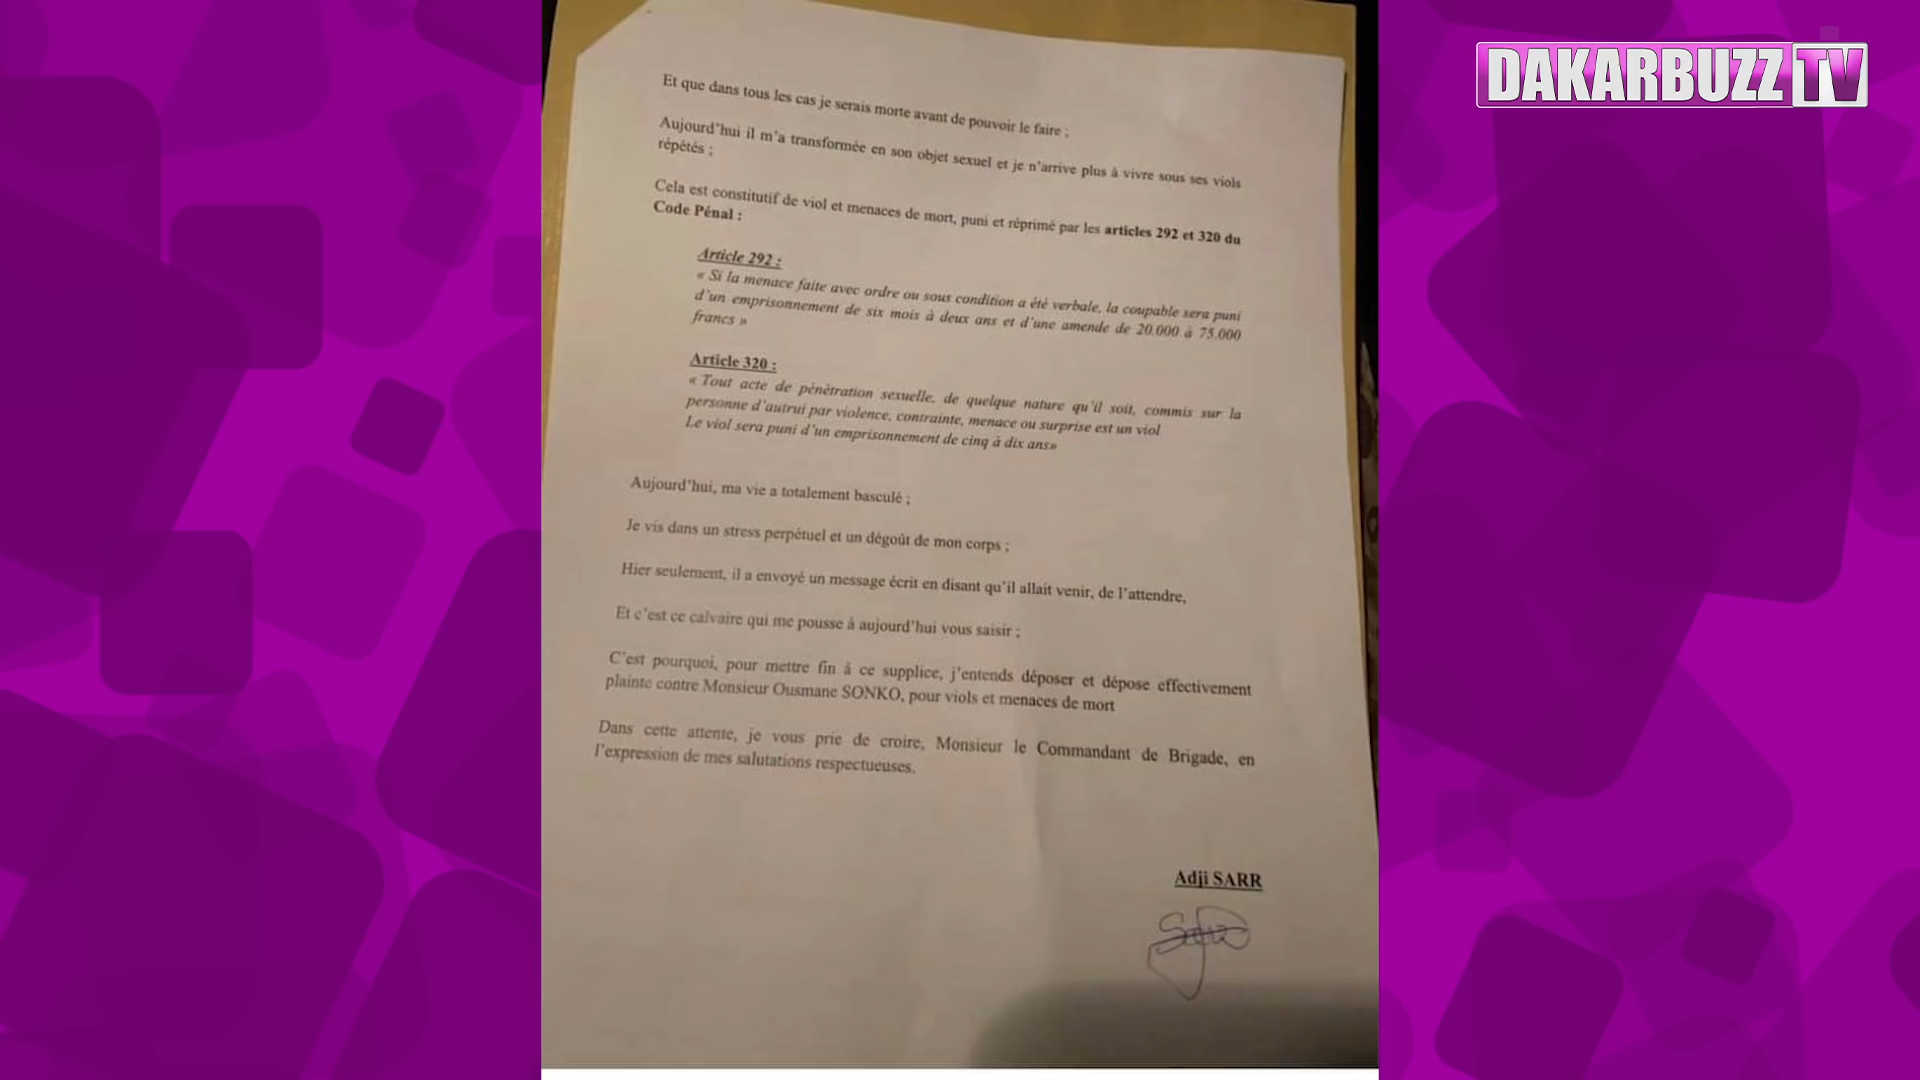 DAKARBUZZ TV
Et que dans tous les cas je serais morte avant de pouvoir le faire ;
Aujourd'hui il m'a transformée en son objet sexuel et je n'arrive plus à vivre sous ses viols
répétés ;
Cela est constitutif de viol et menaces de mort, puni et réprimé par les articles 292 et 320 du
Code Pénal :
Article 292 :
« Si la menace faite avec ordre ou sous condition a été verbale, la coupable sera puni
d'un emprisonnement de six mois à deux ans et d'une amende de 20.000 à 75.000
francs »
Article 320 :
« Tout acte de pénétration sexuelle, de quelque nature qu'il soit, commis sur la
personne d'autrui par violence, contrainte, menace ou surprise est un viol
Le viol sera puni d'un emprisonnement de cinq à dix ans»
Aujourd'hui, ma vie a totalement basculé ;
Je vis dans un stress perpétuel et un dégoût de mon corps ;
Hier seulement, il a envoyé un message écrit en disant qu'il allait venir, de l'attendre,
Et c'est ce calvaire qui me pousse à aujourd'hui vous saisir ;
C'est pourquoi, pour mettre fin à ce supplice, j'entends déposer et dépose effectivement
plainte contre Monsieur Ousmane SONKO, pour viols et menaces de mort
Dans cette attente, je vous prie de croire, Monsieur le Commandant de Brigade, en
l'expression de mes salutations respectueuses.
Adji SARR